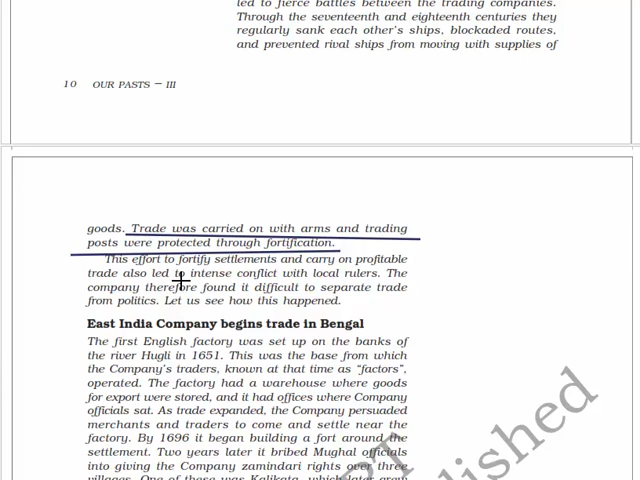 led to fierce battles between the trading companies.
Through the seventeenth and eighteenth centuries they
regularly sank each other's ships, blockaded routes,
and prevented rival ships from moving with supplies of
10 OUR PASTS – III
goods. Trade was carried on with arms and trading
posts were protected through fortification.
This effort to fortify settlements and carry on profitable
trade also led to intense conflict with local rulers. The
company therefore found it difficult to separate trade
from politics. Let us see how this happened.
East India Company begins trade in Bengal
The first English factory was set up on the banks of
the river Hugli in 1651. This was the base from which
the Company's traders, known at that time as “factors”,
operated. The factory had a warehouse where goods
for export were stored, and it had offices where Company
officials sat. As trade expanded, the Company persuaded
merchants and traders to come and settle near the
factory. By 1696 it began building a fort around the
settlement. Two years later it bribed Mughal officials
into giving the Company zamindari rights over three
villages. One of these was Kalikata, which later grew